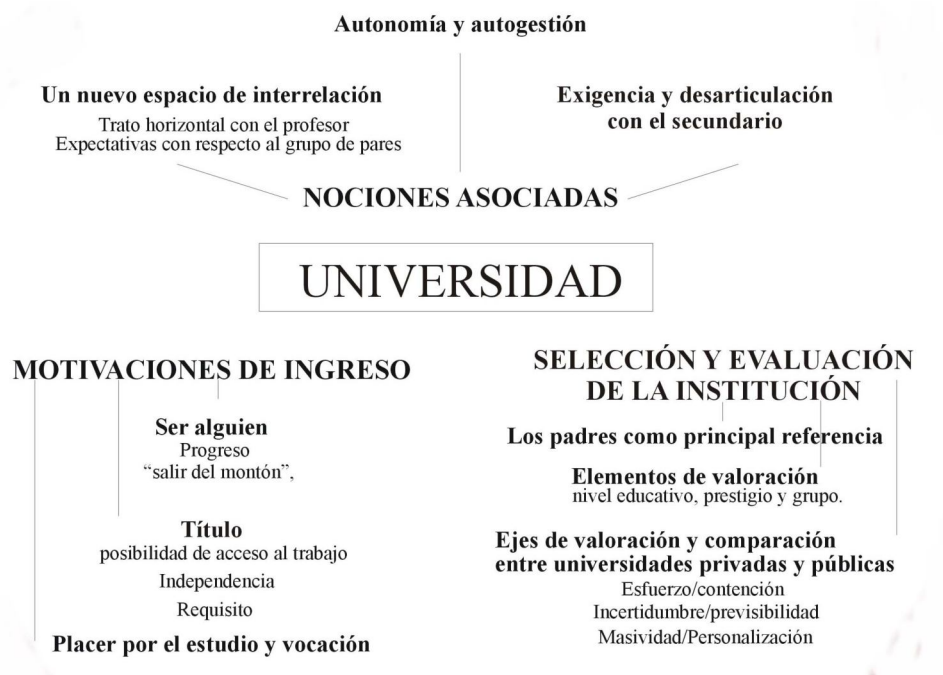 Autonomía y autogestión
Un nuevo espacio de interrelación
Trato horizontal con el profesor
Expectativas con respecto al grupo de pares
Exigencia y desarticulación
con el secundario
NOCIONES ASOCIADAS
UNIVERSIDAD
MOTIVACIONES DE INGRESO
Ser alguien
Progreso
“salir del montón”,
Título
posibilidad de acceso al trabajo
Independencia
Requisito
Placer por el estudio y vocación
SELECCIÓN Y EVALUACIÓN
DE LA INSTITUCIÓN
Los padres como principal referencia
Elementos de valoración
nivel educativo, prestigio y grupo.
Ejes de valoración y comparación
entre universidades privadas y públicas
Esfuerzo/contención
Incertidumbre/previsibilidad
Masividad/Personalización